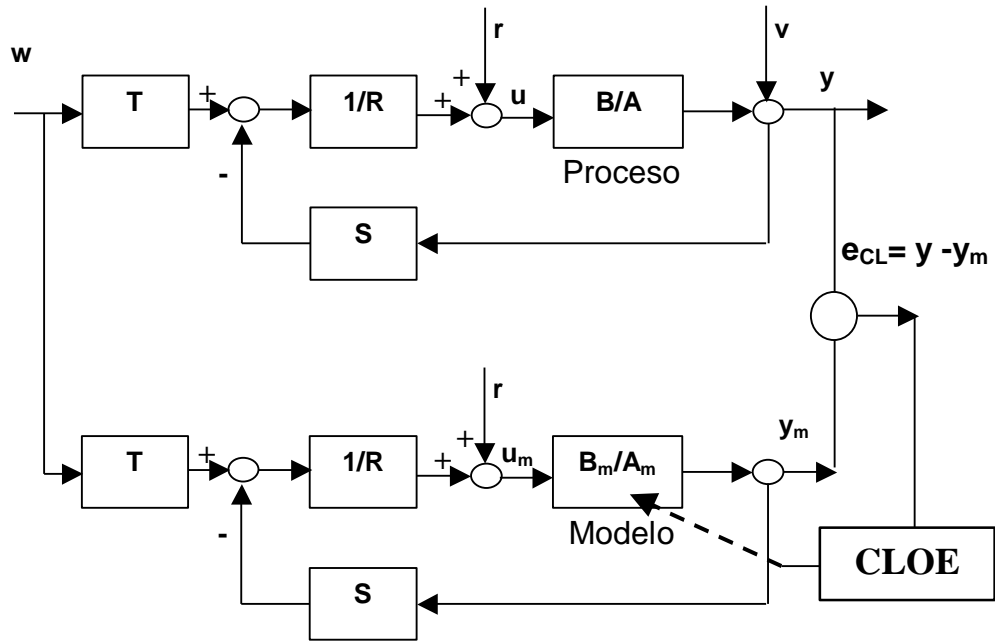 r
v
w
y
T
+
1/R
+
+
u
B/A
-
Proceso
S
e_CL= y -y_m
r
y_m
T
+
1/R
+
+
u_m
B_m/A_m
-
Modelo
S
CLOE